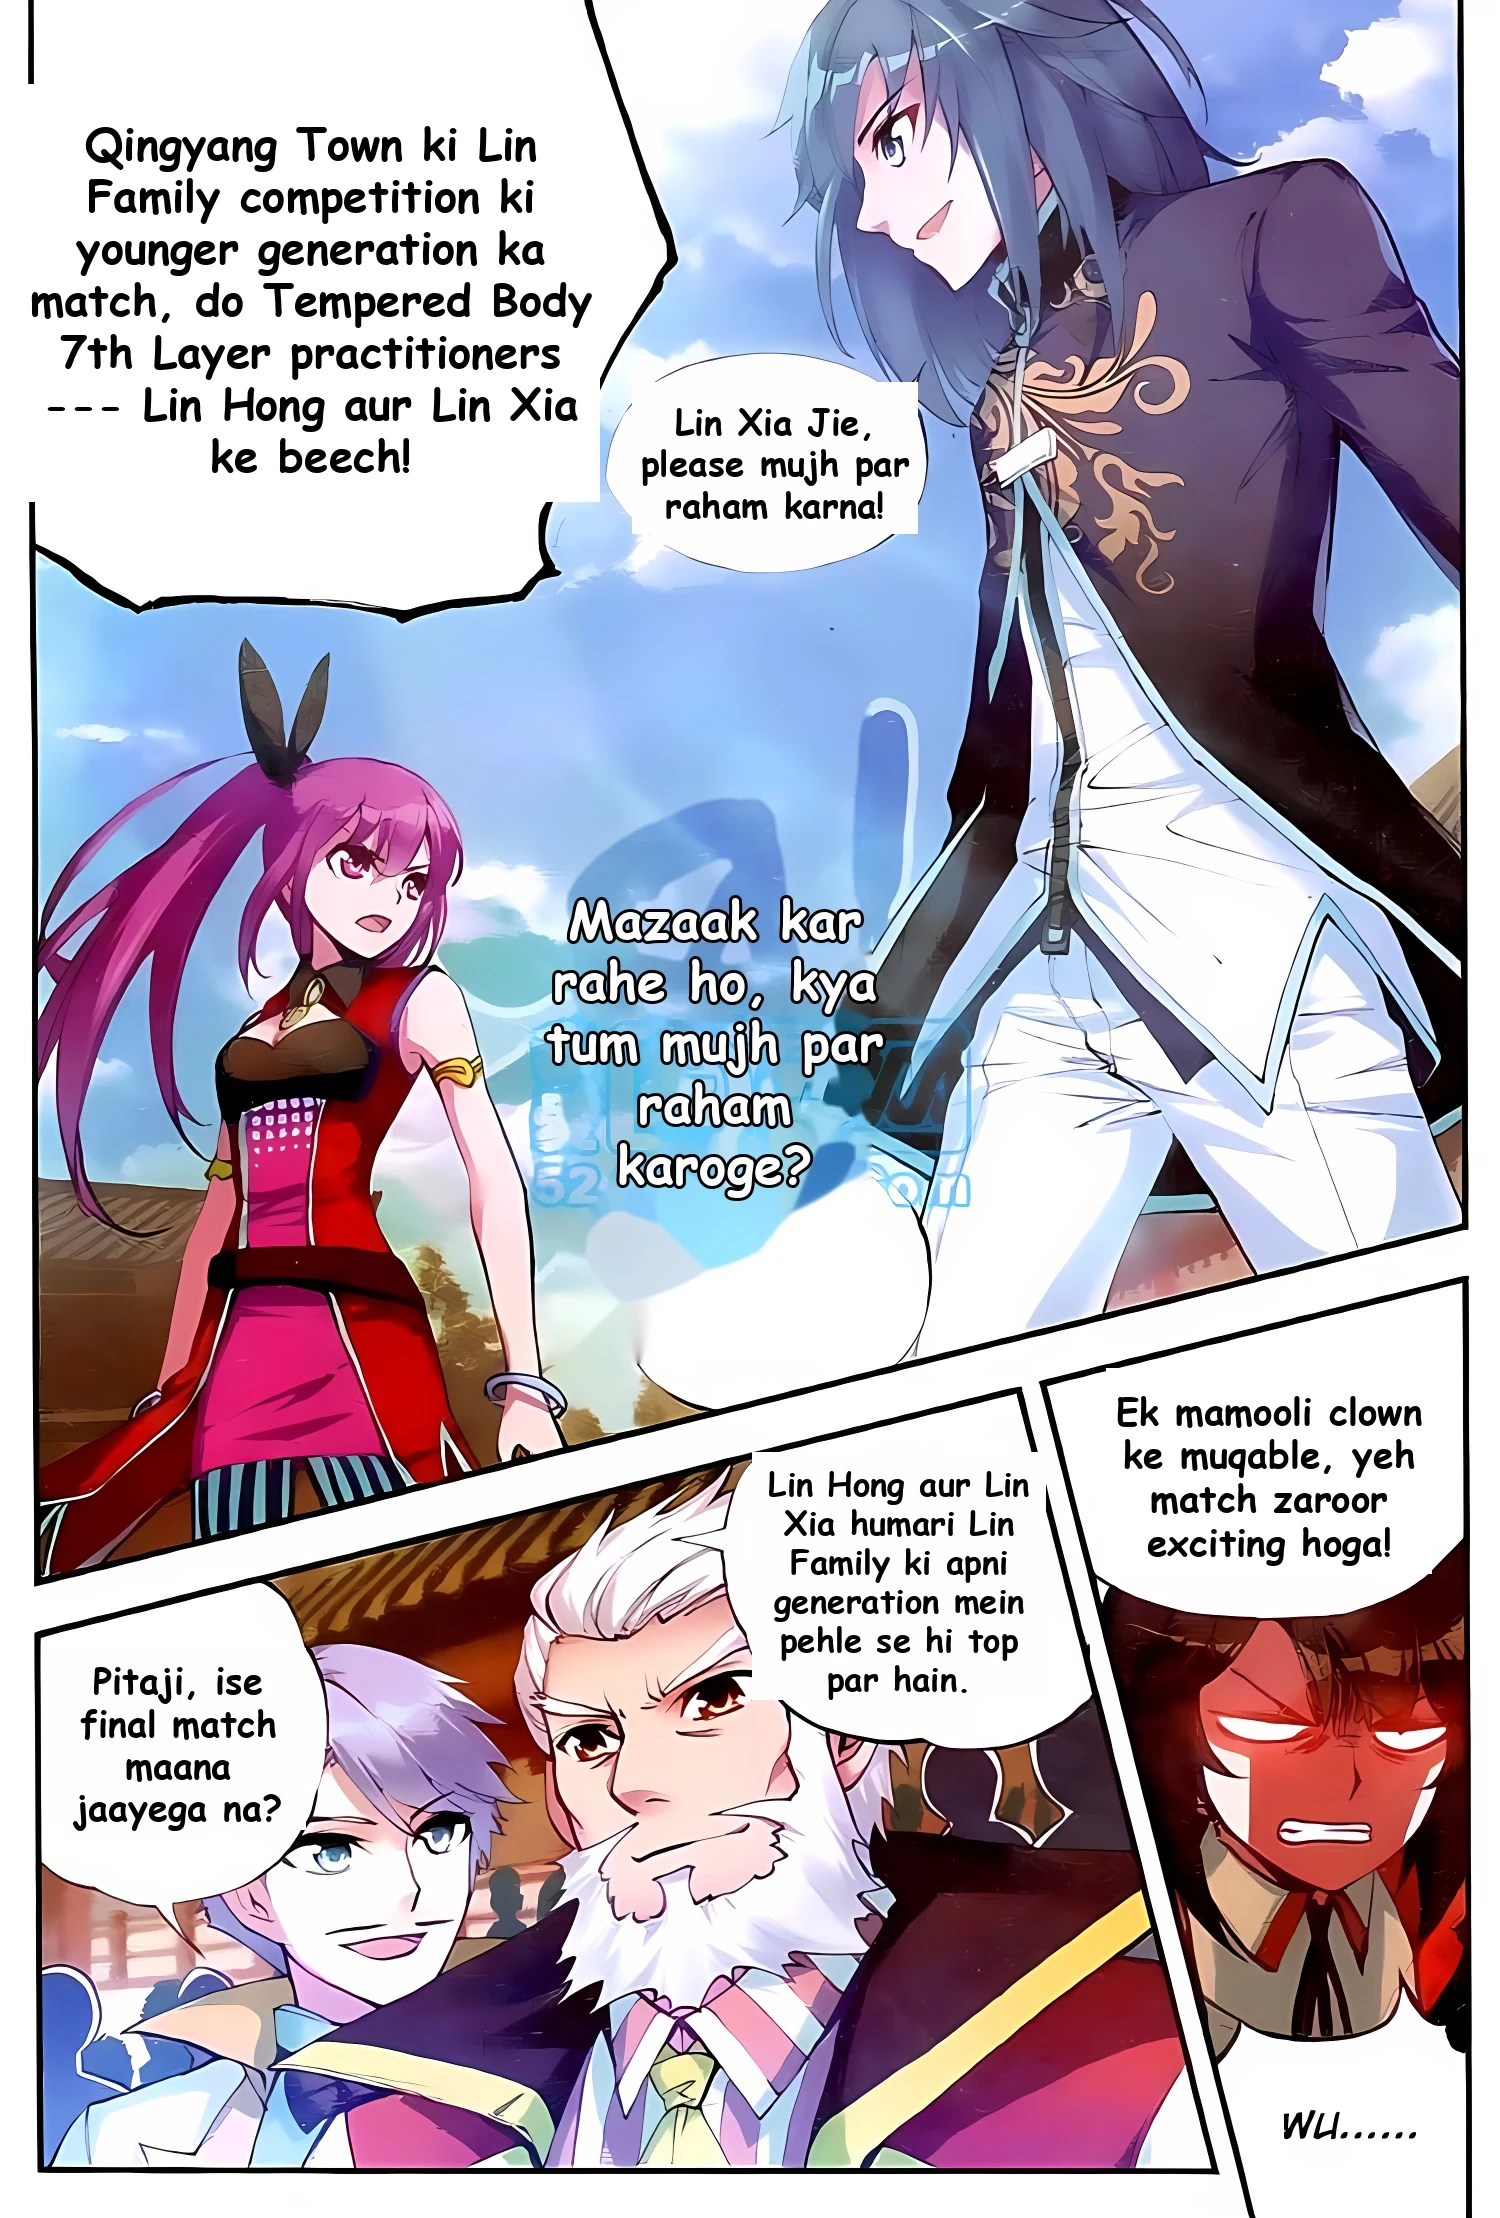 Qingyang Town ki Lin
Family competition ki
younger generation ka
match, do Tempered Body
7th Layer practitioners
--- Lin Hong aur Lin Xia
ke beech!
Lin Xia Jie,
please mujh par
raham karna!
Mazaak kar
rahe ho, kya
tum mujh par
raham
karoge?
Pitaji, ise
final match
maana
jaayega na?
Lin Hong aur Lin
Xia humari Lin
Family ki apni
generation mein
pehle se hi top
par hain.
Ek mamooli clown
ke muqable, yeh
match zaroor
exciting hoga!
WU......